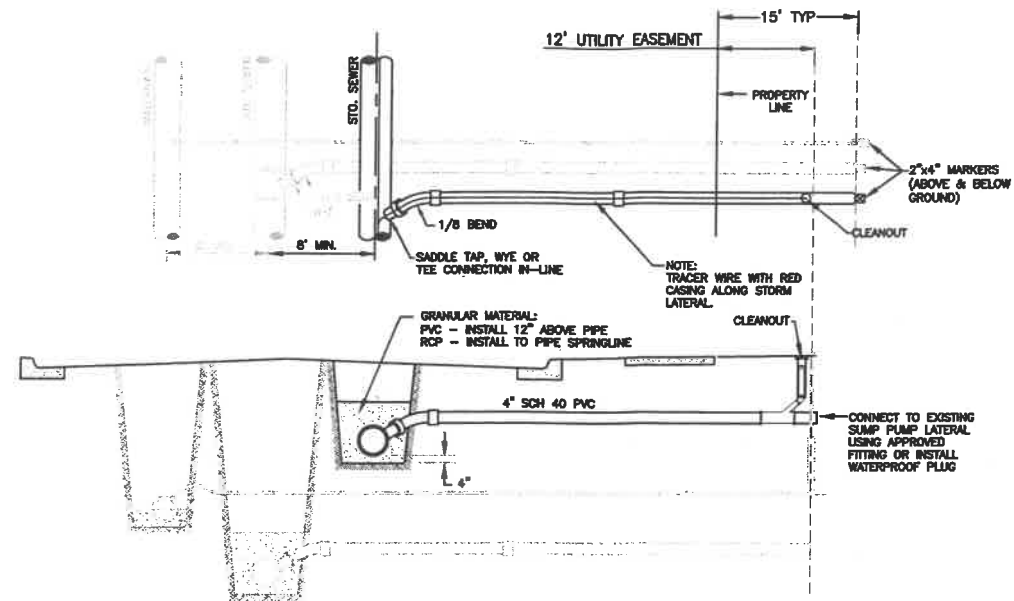 15' TYP
12' UTILITY EASEMENT
STO. SEWER
PROPERTY
LINE
2"x4" MARKERS
(ABOVE & BELOW
GROUND)
1/8 BEND
CLEANOUT
8' MIN.
SADDLE TAP, WYE OR
TEE CONNECTION IN-LINE
NOTE:
TRACER WIRE WITH RED
CASING ALONG STORM
LATERAL.
GRANULAR MATERIAL:
PVC - INSTALL 12" ABOVE PIPE
RCP - INSTALL TO PIPE SPRINGLINE
CLEANOUT
4" SCH 40 PVC
CONNECT TO EXISTING
SUMP PUMP LATERAL
USING APPROVED
FITTING OR INSTALL
WATERPROOF PLUG
4"